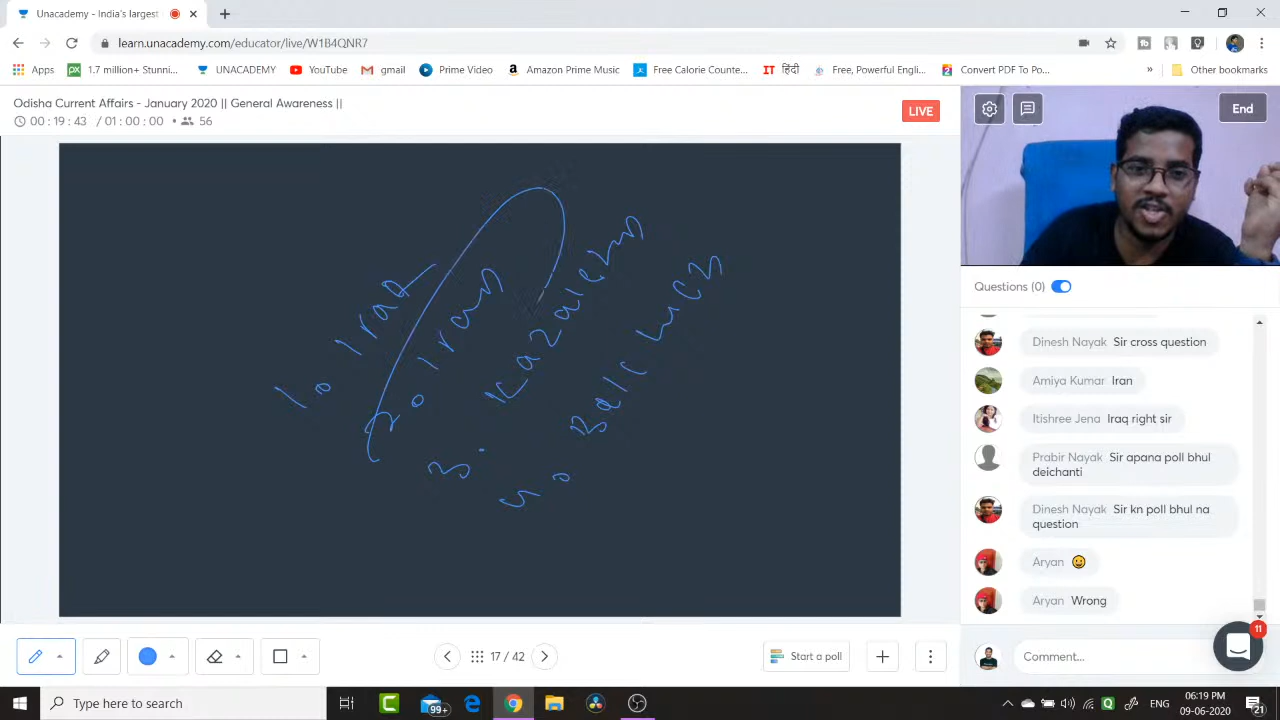 Unacademy - India's largest
learn.unacademy.com/educator/live/W1B4QNR7
Apps
1.7 million+ Stunni...
UNACADEMY
YouTube
gmail
Prime Video
Amazon Prime Music
Free Calorie Counte...
IT हिंदी
Free, Powerful Engli...
Convert PDF To Po...
»
Other bookmarks
Odisha Current Affairs - January 2020 || General Awareness ||
00 : 19 : 43 / 01 : 00 : 00 • 56
LIVE
End
1. Iraq
2. Iran
3.
4.
Questions (0)
Dinesh Nayak Sir cross question
Amiya Kumar Iran
Itishree Jena Iraq right sir
Prabir Nayak Sir apana poll bhul
deichanti
Dinesh Nayak Sir kn poll bhul na
question
Aryan
Aryan Wrong
17 / 42
Start a poll
Comment...
11
Type here to search
99+
ENG
06:19 PM
09-06-2020
21